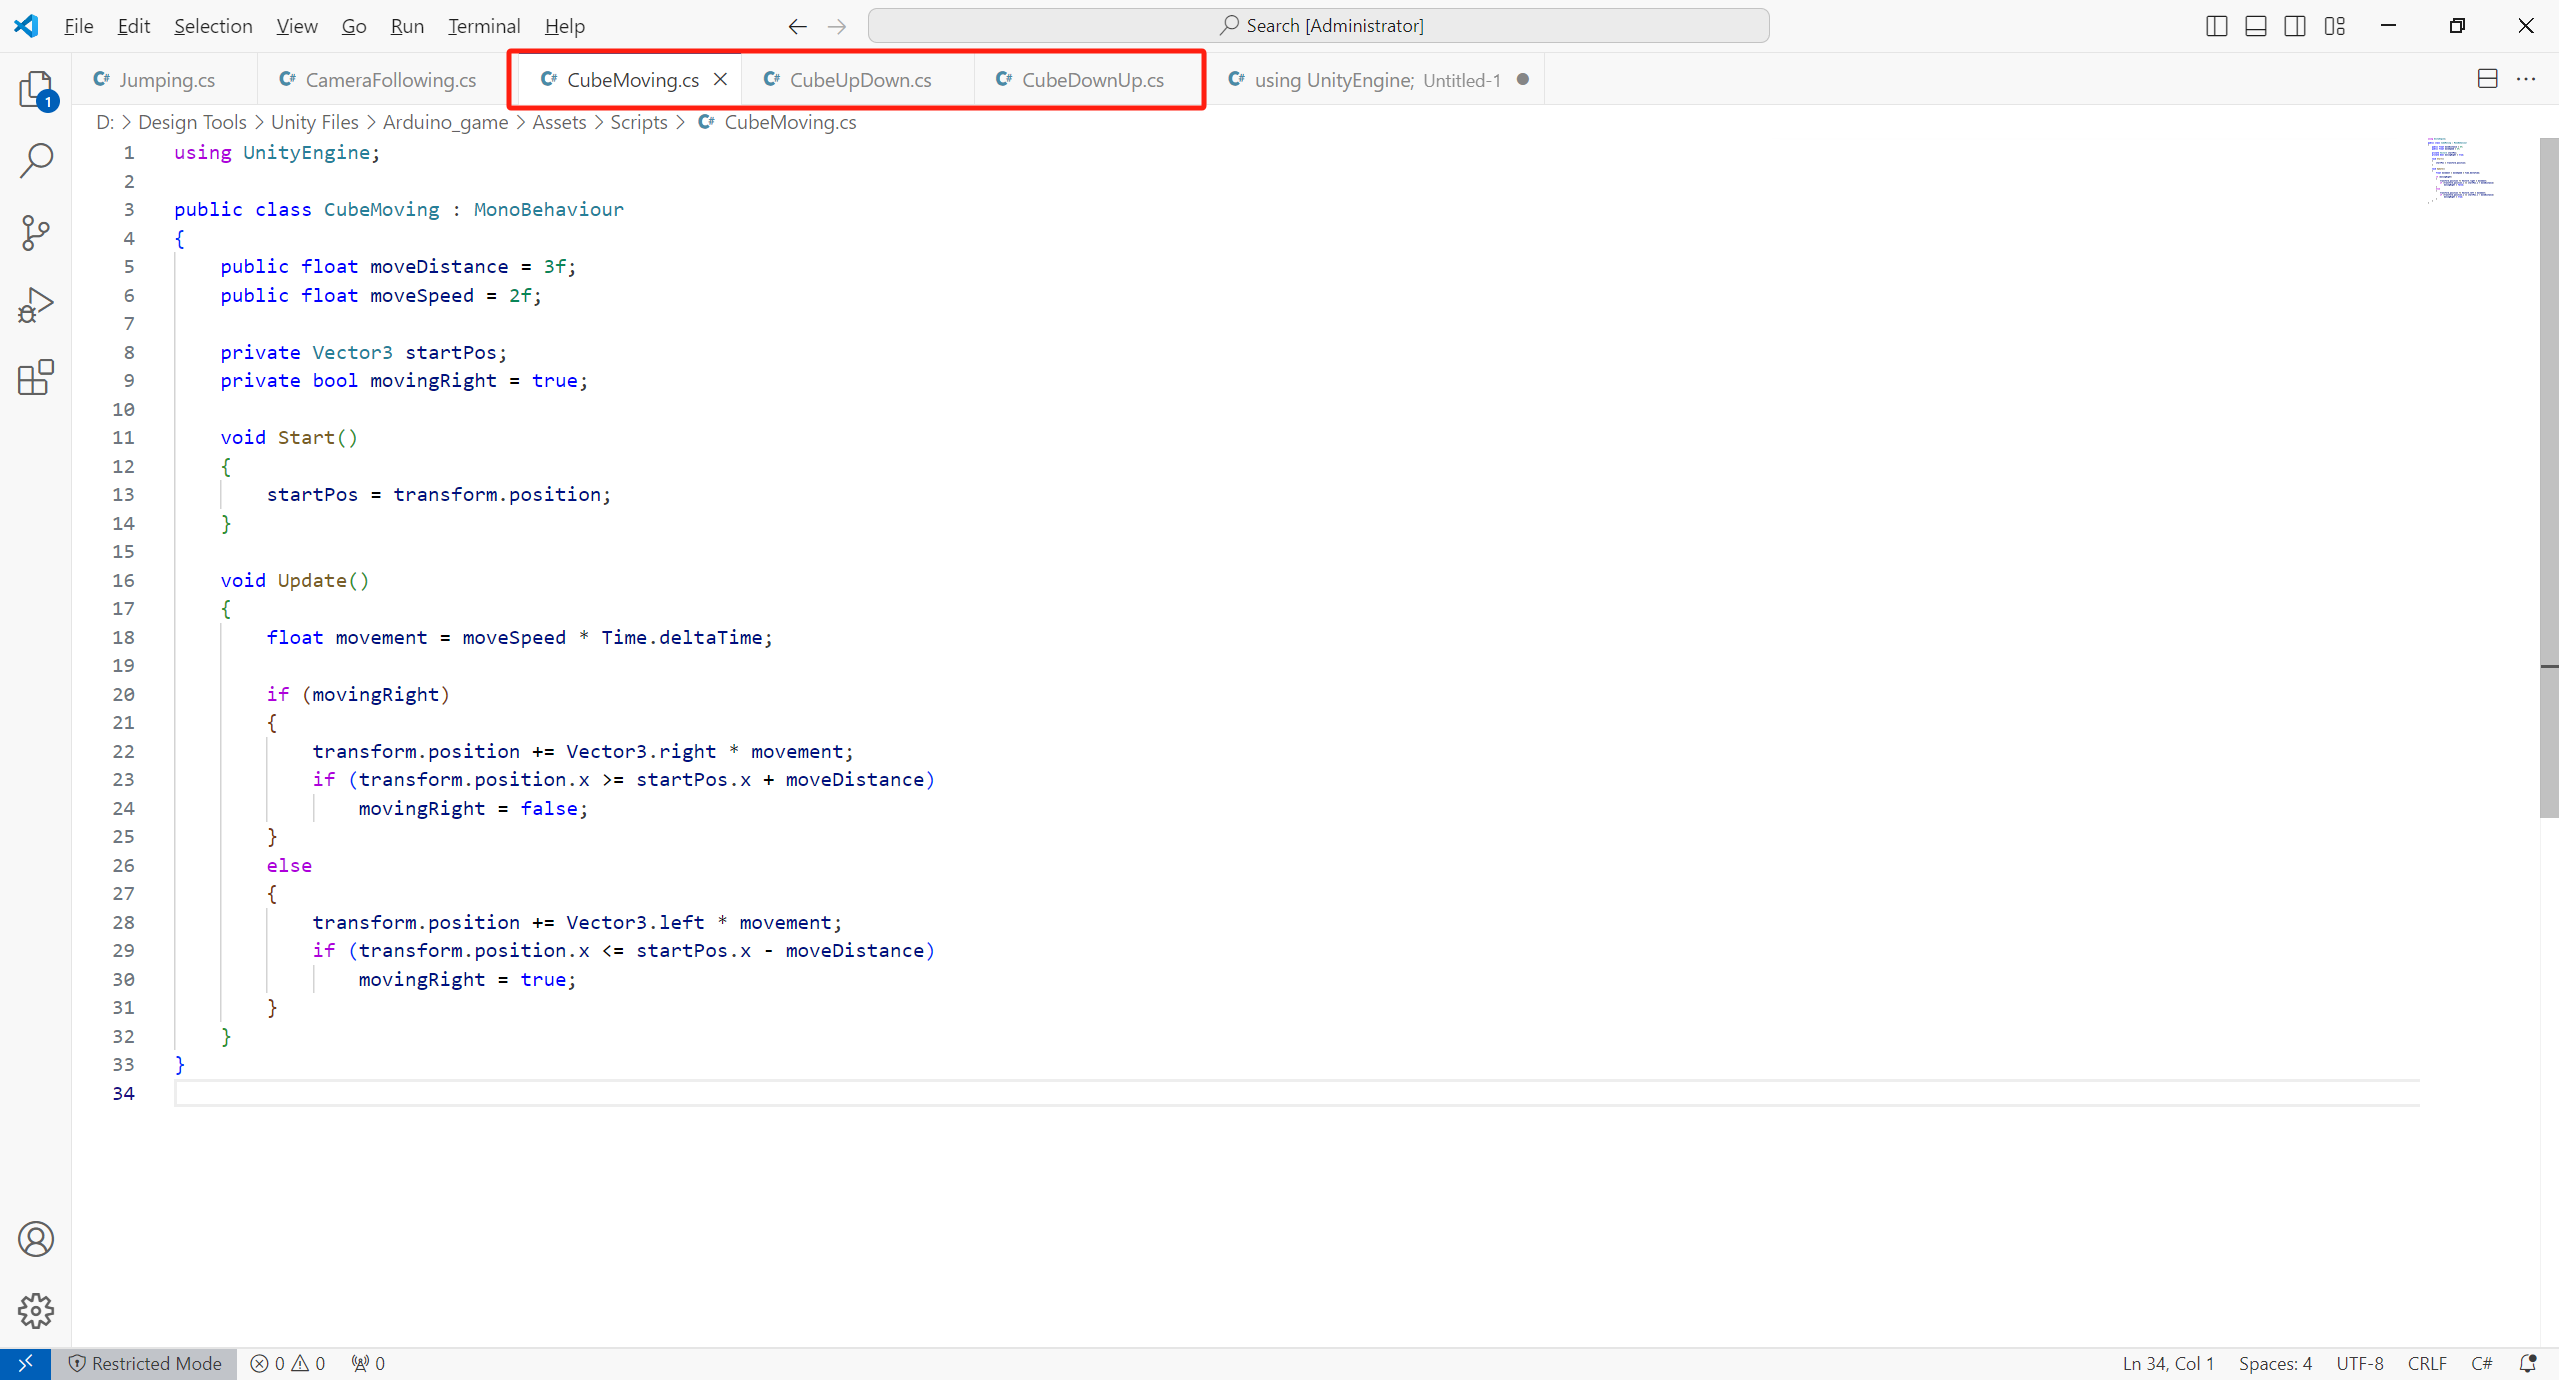 File Edit Selection View Go Run Terminal Help Search [Administrator]
Jumping.cs CameraFollowing.cs CubeMoving.cs CubeUpDown.cs CubeDownUp.cs using UnityEngine; Untitled-1
1
D: > Design Tools > Unity Files > Arduino_game > Assets > Scripts > CubeMoving.cs
1 using UnityEngine;
2
3 public class CubeMoving : MonoBehaviour
4 {
5 public float moveDistance = 3f;
6 public float moveSpeed = 2f;
7
8 private Vector3 startPos;
9 private bool movingRight = true;
10
11 void Start()
12 {
13 startPos = transform.position;
14 }
15
16 void Update()
17 {
18 float movement = moveSpeed * Time.deltaTime;
19
20 if (movingRight)
21 {
22 transform.position += Vector3.right * movement;
23 if (transform.position.x >= startPos.x + moveDistance)
24 movingRight = false;
25 }
26 else
27 {
28 transform.position += Vector3.left * movement;
29 if (transform.position.x <= startPos.x - moveDistance)
30 movingRight = true;
31 }
32 }
33 }
34
Restricted Mode 0 0 0 Ln 34, Col 1 Spaces: 4 UTF-8 CRLF C#